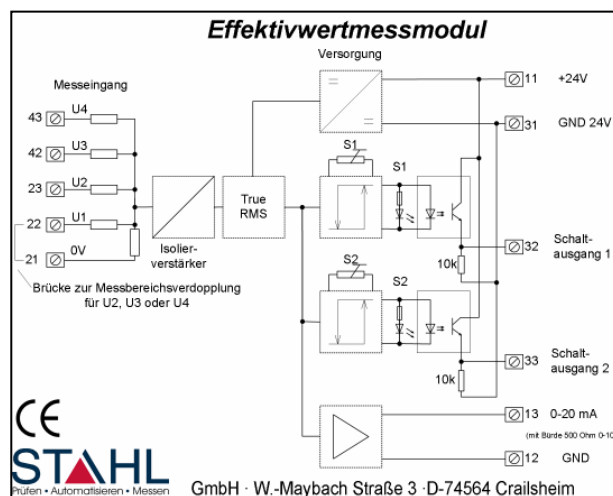 Effektivwertmessmodul
Versorgung
Messeingang
11 +24V
31 GND 24V
43 U4
42 U3
23 U2
22 U1
21 0V
Isolier-
verstärker
True
RMS
S1
S1
32 Schalt-
ausgang 1
10k
Brücke zur Messbereichsverdopplung
für U2, U3 oder U4
S2
S2
33 Schalt-
ausgang 2
10k
13 0-20 mA
(mit Bürde 500 Ohm 0-10
12 GND
CE
STAHL
Prüfen • Automatisieren • Messen
GmbH · W.-Maybach Straße 3 ·D-74564 Crailsheim